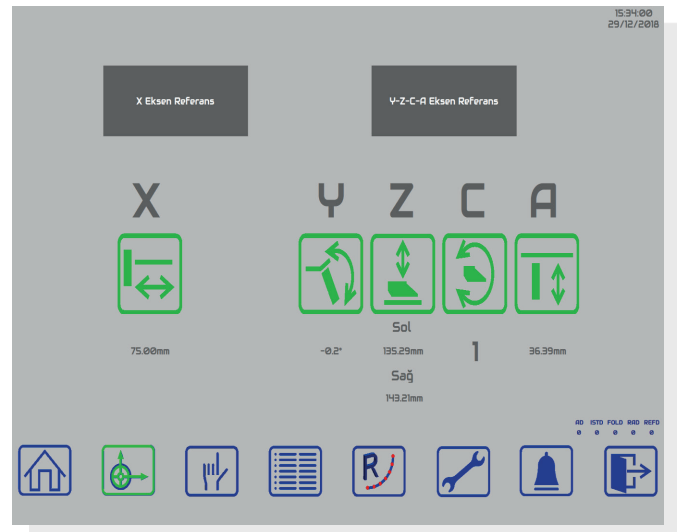 15:34:00
29/12/2018
X Eksen Referans
Y-Z-C-A Eksen Referans
X
Y Z C A
Sol
75.00mm
-0.2° 135.29mm 1 36.39mm
Sağ
143.21mm
AD ISTD FOLD RAD REFD
0 0 0 0 0
R